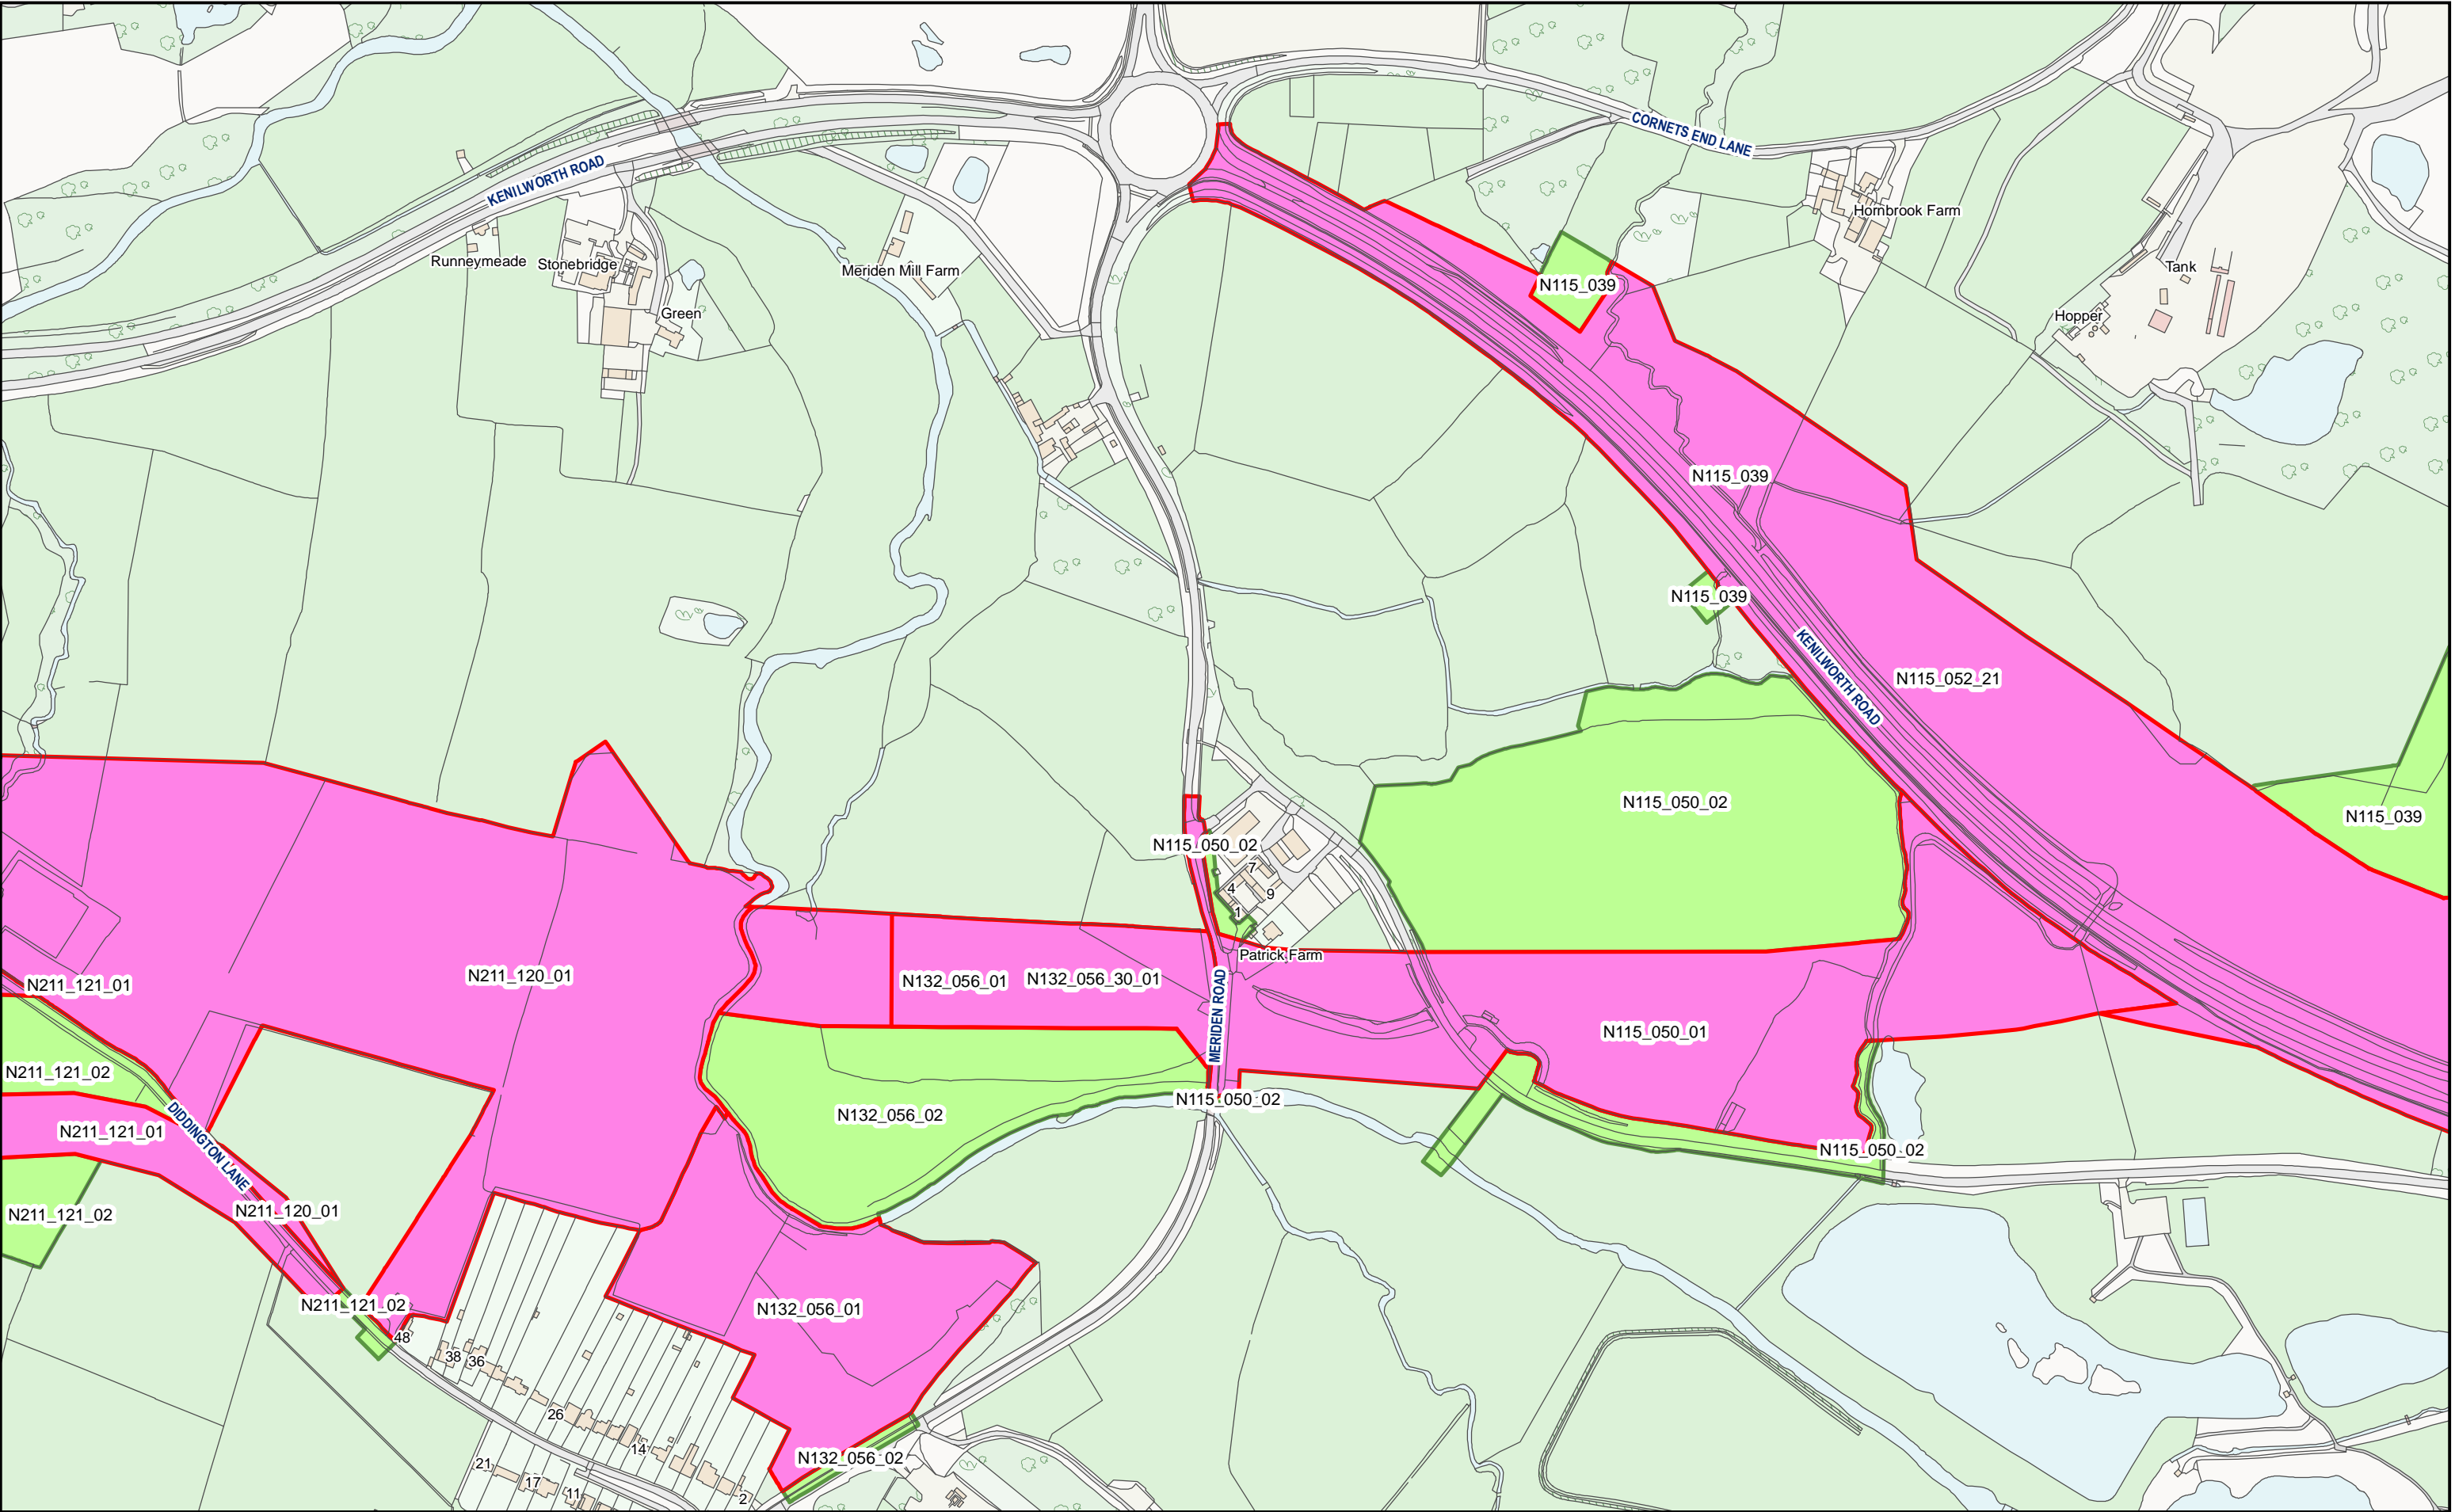 CORNETS END LANE
KENILWORTH ROAD
Hornbrook Farm
Runneymeade
Stonebridge
Meriden Mill Farm
Tank
N115_039
Green
Hopper
N115_039
N115_039
KENILWORTH ROAD
N115_052_21
N115_050_02
N115_039
N115_050_02
7
4
9
1
Patrick Farm
N211_120_01
N132_056_01
N132_056_30_01
N211_121_01
MERIDEN ROAD
N115_050_01
N211_121_02
N115_050_02
N132_056_02
N211_121_01
DIDDINGTON LANE
N115_050_02
N211_120_01
N211_121_02
N211_121_02
N132_056_01
48
38
36
26
14
N132_056_02
21
17
11
2